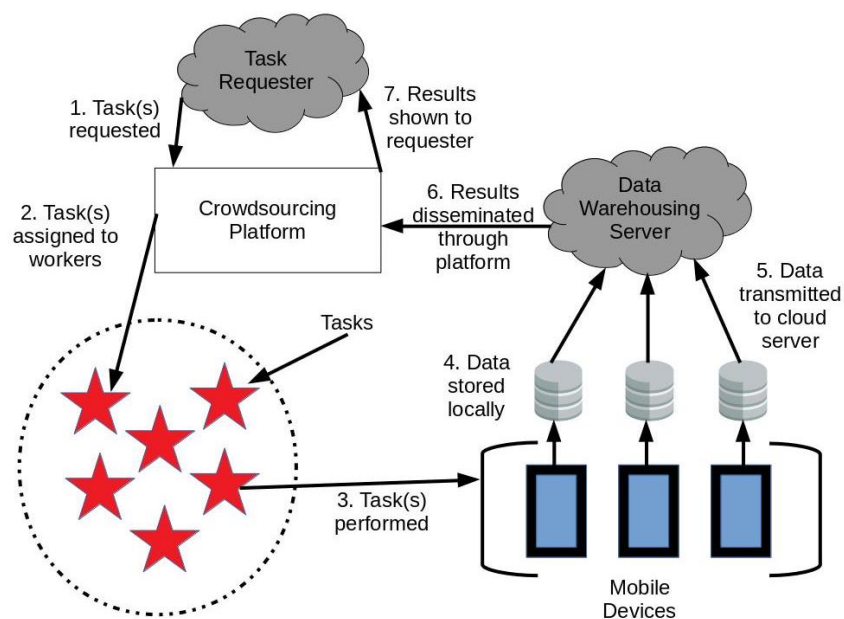 Task
Requester
1. Task(s)
requested
7. Results
shown to
requester
Crowdsourcing
Platform
2. Task(s)
assigned to
workers
6. Results
disseminated
through
platform
Data
Warehousing
Server
5. Data
transmitted
to cloud
server
Tasks
4. Data
stored
locally
3. Task(s)
performed
Mobile
Devices